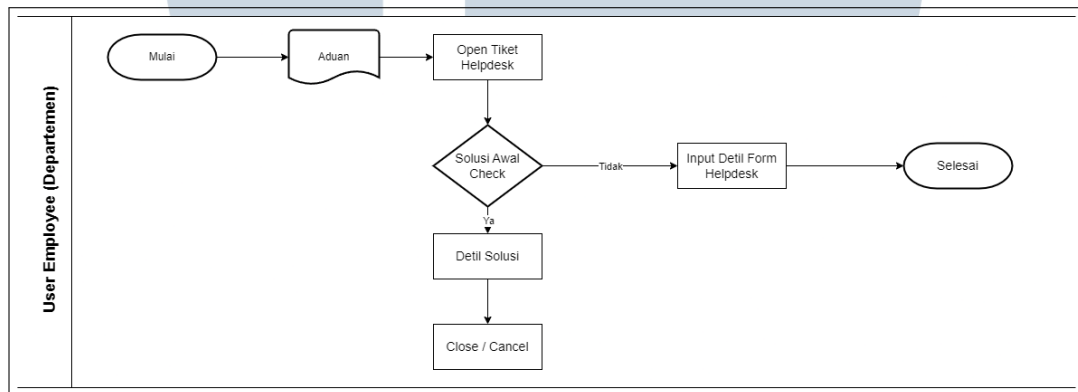 User Employee (Departemen)
Mulai
Aduan
Open Tiket
Helpdesk
Solusi Awal
Check
Tidak
Input Detil Form
Helpdesk
Selesai
Ya
Detil Solusi
Close / Cancel